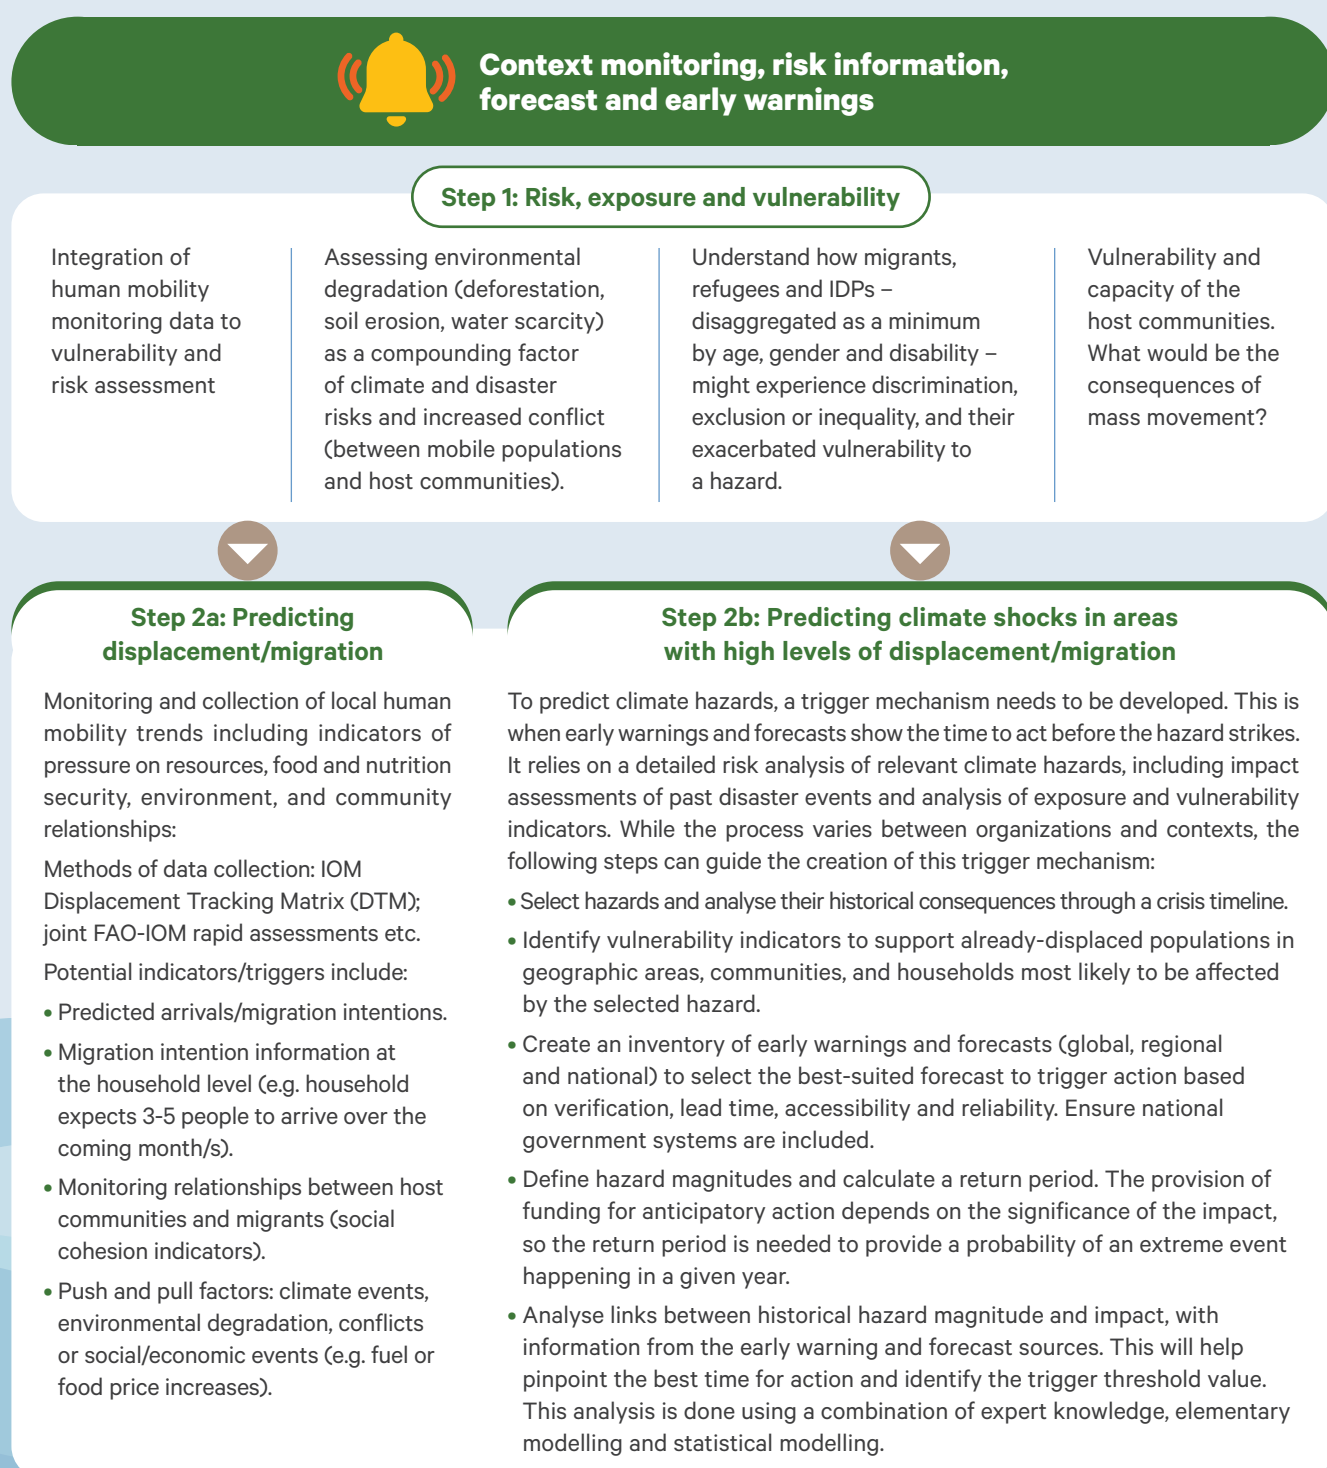 Context monitoring, risk information,
forecast and early warnings
Step 1: Risk, exposure and vulnerability
Integration of
human mobility
monitoring data to
vulnerability and
risk assessment
Assessing environmental
degradation (deforestation,
soil erosion, water scarcity)
as a compounding factor
of climate and disaster
risks and increased conflict
(between mobile populations
and host communities).
Understand how migrants,
refugees and IDPs –
disaggregated as a minimum
by age, gender and disability –
might experience discrimination,
exclusion or inequality, and their
exacerbated vulnerability to
a hazard.
Vulnerability and
capacity of the
host communities.
What would be the
consequences of
mass movement?
Step 2a: Predicting
displacement/migration
Monitoring and collection of local human
mobility trends including indicators of
pressure on resources, food and nutrition
security, environment, and community
relationships:
Methods of data collection: IOM
Displacement Tracking Matrix (DTM);
joint FAO-IOM rapid assessments etc.
Potential indicators/triggers include:
• Predicted arrivals/migration intentions.
• Migration intention information at
the household level (e.g. household
expects 3-5 people to arrive over the
coming month/s).
• Monitoring relationships between host
communities and migrants (social
cohesion indicators).
• Push and pull factors: climate events,
environmental degradation, conflicts
or social/economic events (e.g. fuel or
food price increases).
Step 2b: Predicting climate shocks in areas
with high levels of displacement/migration
To predict climate hazards, a trigger mechanism needs to be developed. This is
when early warnings and forecasts show the time to act before the hazard strikes.
It relies on a detailed risk analysis of relevant climate hazards, including impact
assessments of past disaster events and analysis of exposure and vulnerability
indicators. While the process varies between organizations and contexts, the
following steps can guide the creation of this trigger mechanism:
• Select hazards and analyse their historical consequences through a crisis timeline.
• Identify vulnerability indicators to support already-displaced populations in
geographic areas, communities, and households most likely to be affected
by the selected hazard.
• Create an inventory of early warnings and forecasts (global, regional
and national) to select the best-suited forecast to trigger action based
on verification, lead time, accessibility and reliability. Ensure national
government systems are included.
• Define hazard magnitudes and calculate a return period. The provision of
funding for anticipatory action depends on the significance of the impact,
so the return period is needed to provide a probability of an extreme event
happening in a given year.
• Analyse links between historical hazard magnitude and impact, with
information from the early warning and forecast sources. This will help
pinpoint the best time for action and identify the trigger threshold value.
This analysis is done using a combination of expert knowledge, elementary
modelling and statistical modelling.